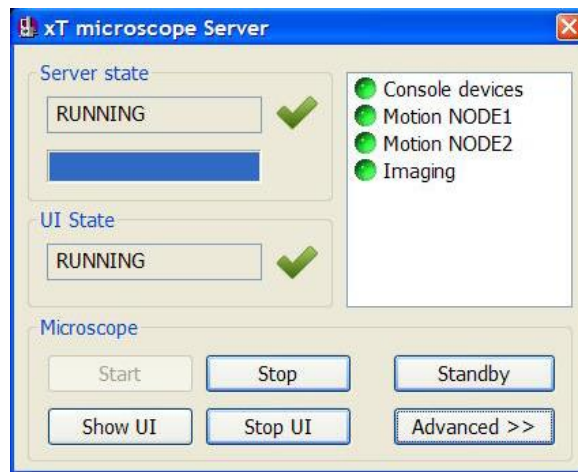 xT microscope Server
Server state
RUNNING
UI State
RUNNING
Console devices
Motion NODE1
Motion NODE2
Imaging
Microscope
Start
Stop
Standby
Show UI
Stop UI
Advanced >>